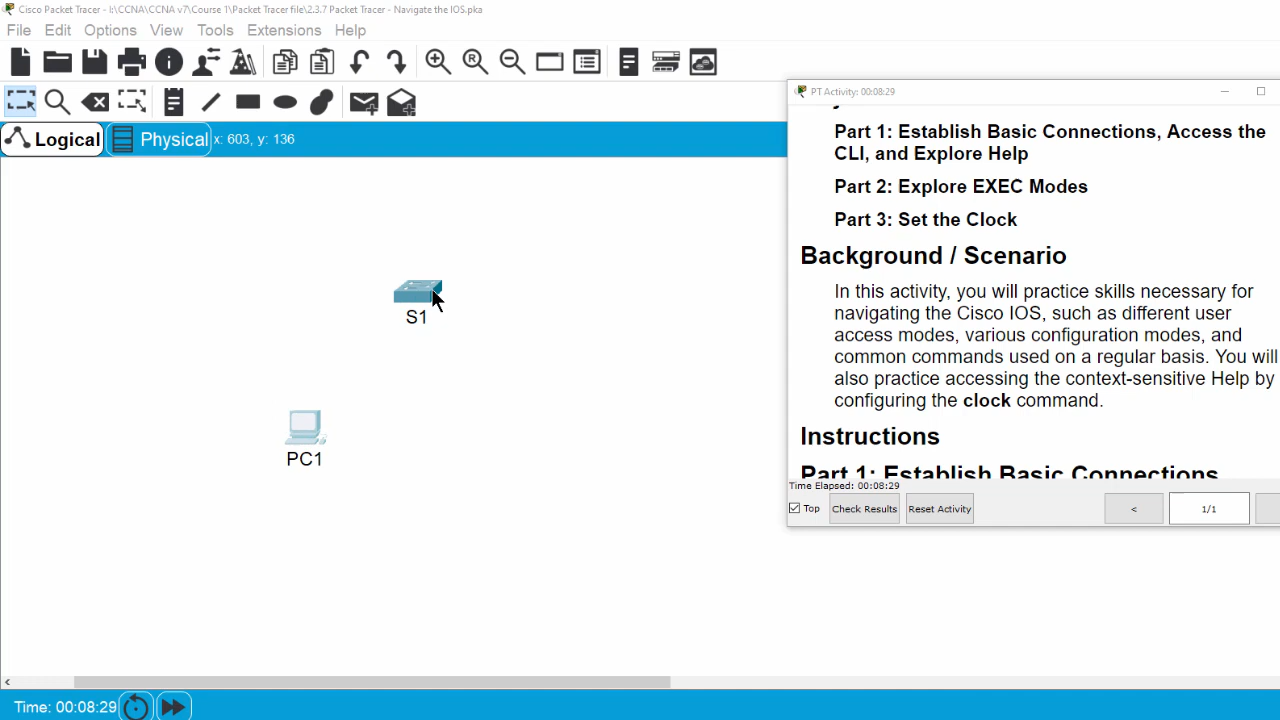 Cisco Packet Tracer - I:\CCNA\CCNA v7\Course 1\Packet Tracer file\2.3.7 Packet Tracer - Navigate the IOS.pka
File Edit Options View Tools Extensions Help
Logical Physical x: 603, y: 136
PT Activity: 00:08:29
Part 1: Establish Basic Connections, Access the
CLI, and Explore Help
Part 2: Explore EXEC Modes
Part 3: Set the Clock
Background / Scenario
In this activity, you will practice skills necessary for
navigating the Cisco IOS, such as different user
access modes, various configuration modes, and
common commands used on a regular basis. You will
also practice accessing the context-sensitive Help by
configuring the clock command.
Instructions
Part 1: Establish Basic Connections
Time Elapsed: 00:08:29
Top Check Results Reset Activity < 1/1
S1
PC1
Time: 00:08:29